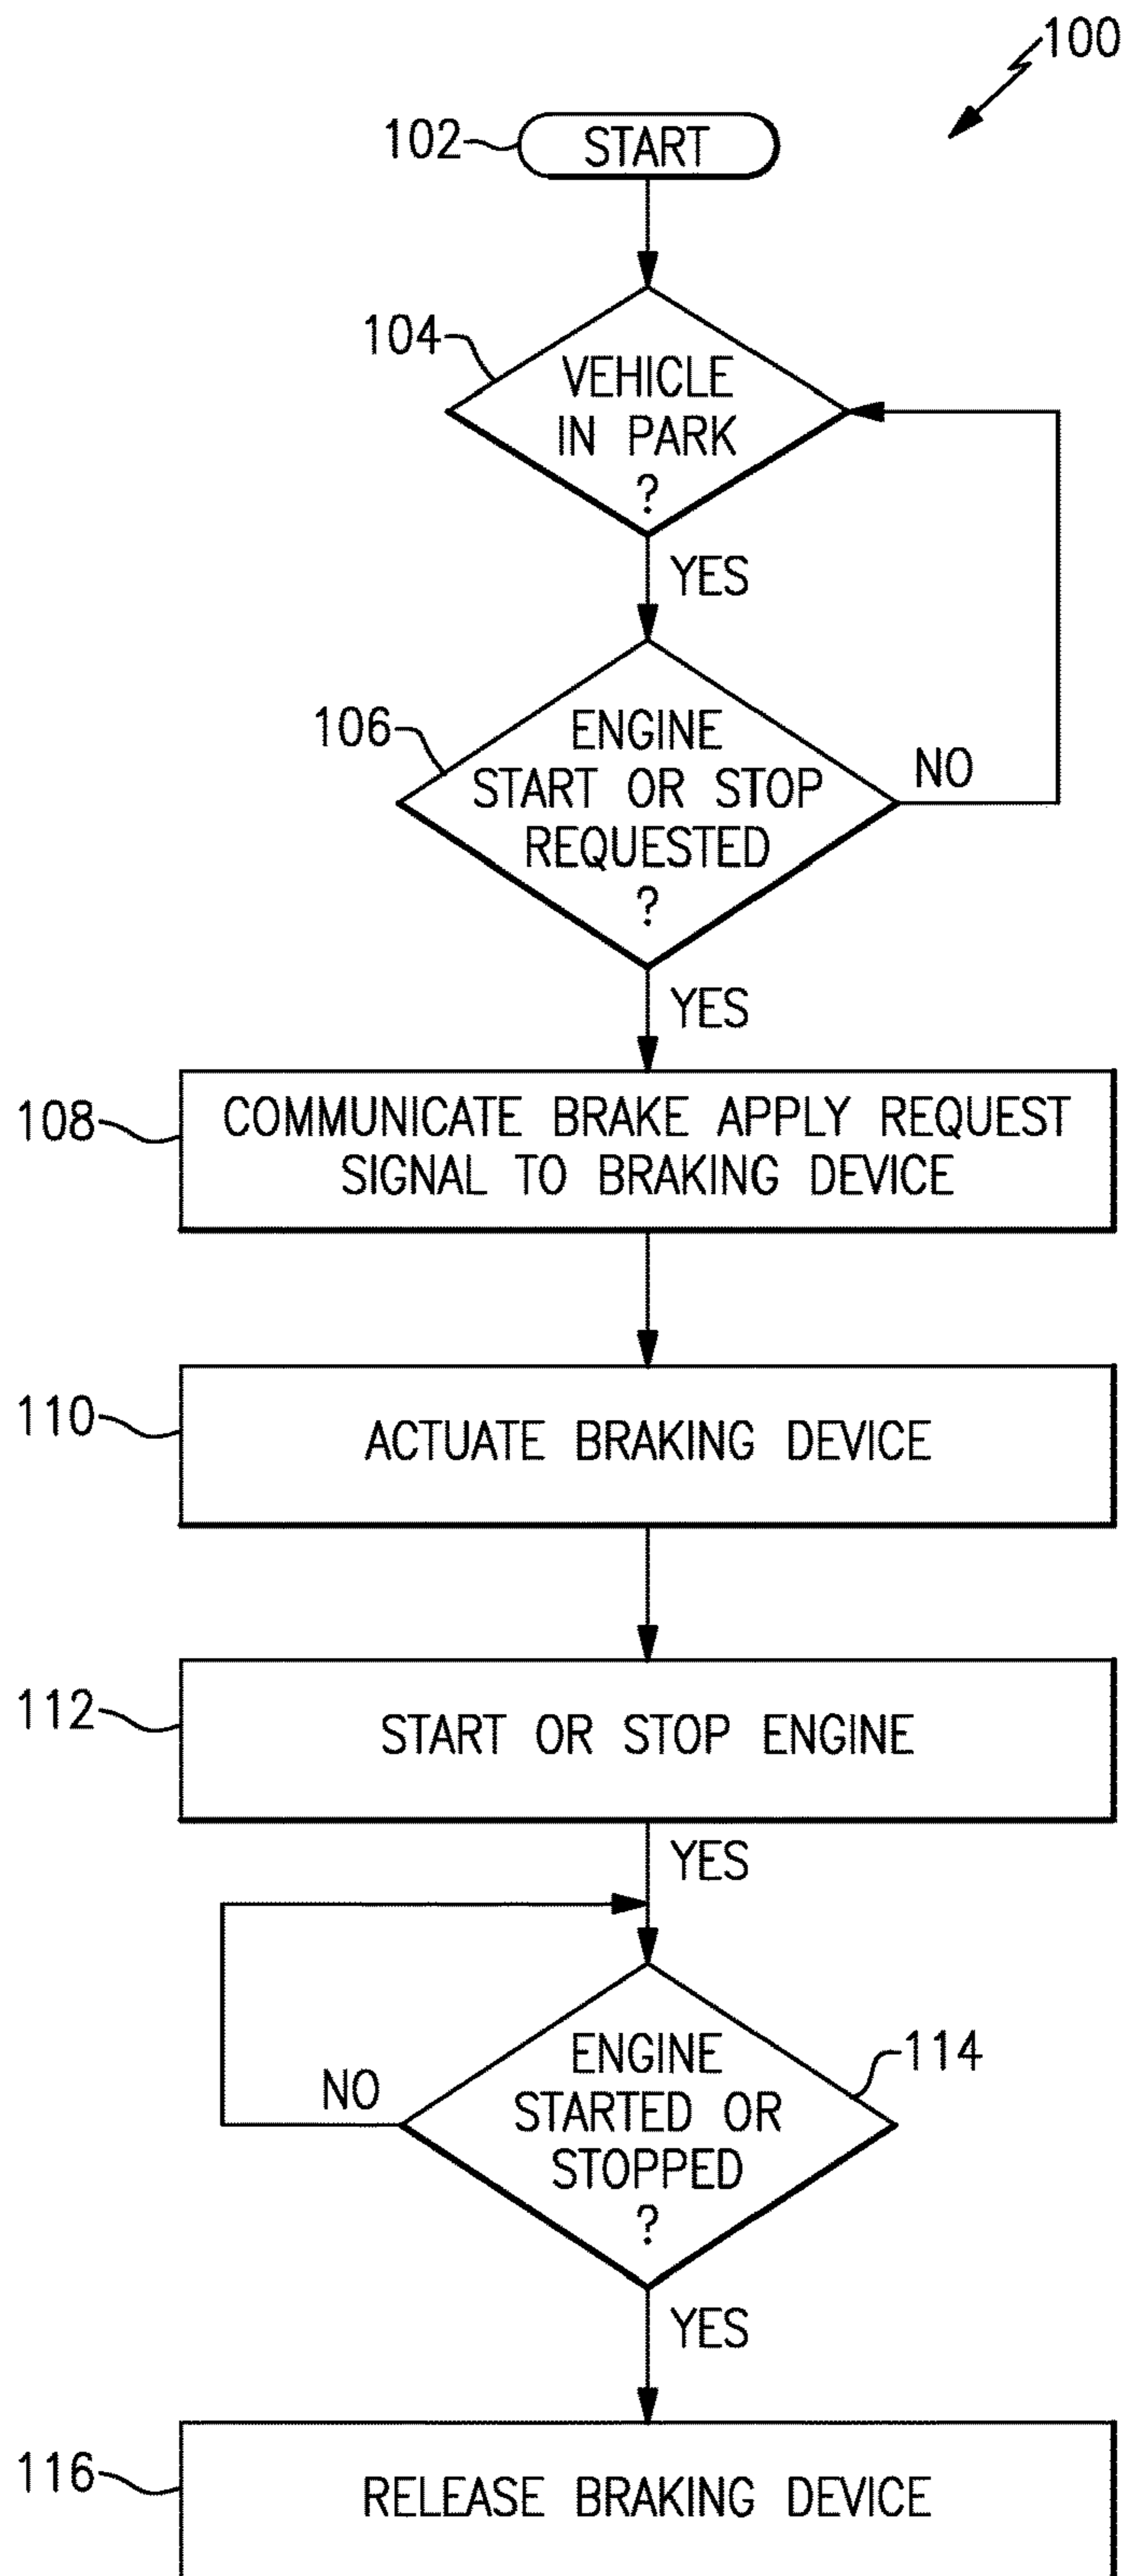 100
102
START
104
VEHICLE
IN PARK
?
YES
106
ENGINE
START OR STOP
REQUESTED
?
NO
YES
108
COMMUNICATE BRAKE APPLY REQUEST
SIGNAL TO BRAKING DEVICE
110
ACTUATE BRAKING DEVICE
112
START OR STOP ENGINE
YES
114
ENGINE
STARTED OR
STOPPED
?
NO
YES
116
RELEASE BRAKING DEVICE